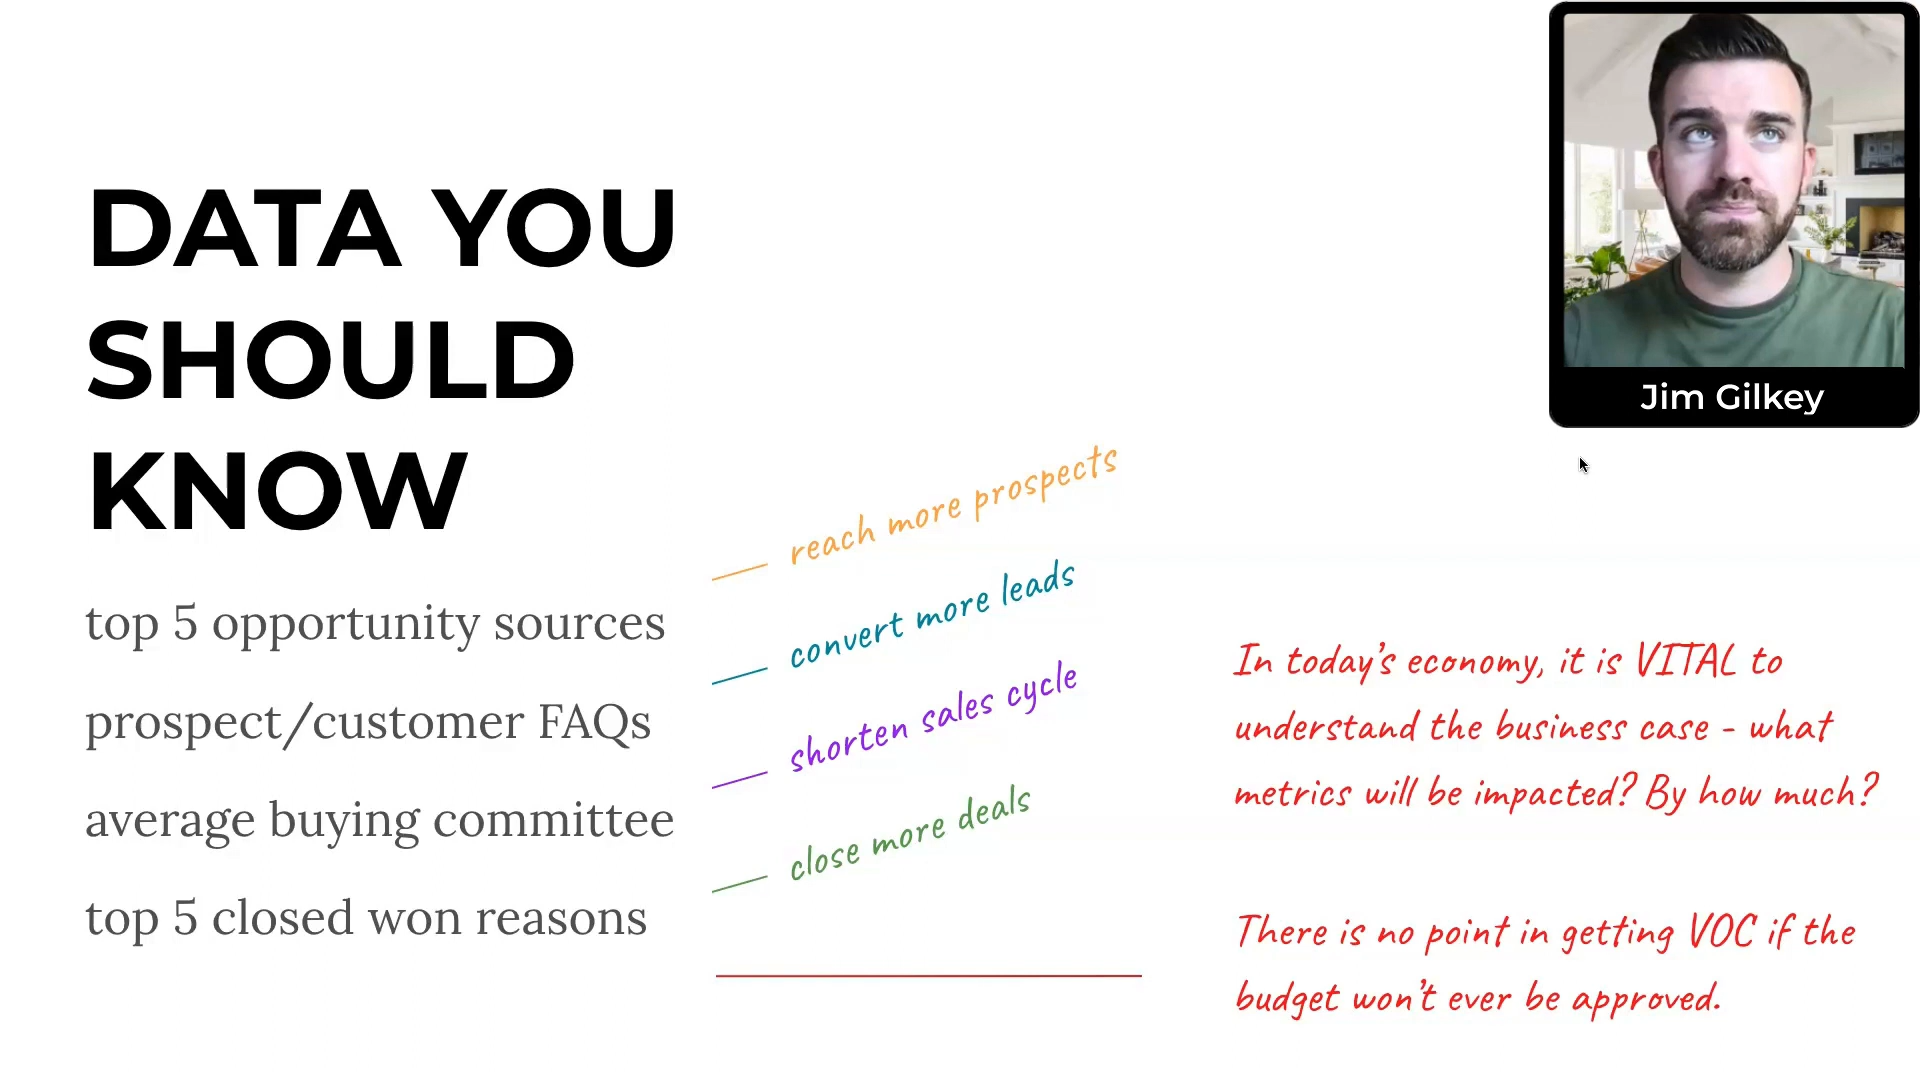 DATA YOU
SHOULD
KNOW
top 5 opportunity sources
prospect/customer FAQs
average buying committee
top 5 closed won reasons
reach more prospects
convert more leads
shorten sales cycle
close more deals
In today's economy, it is VITAL to
understand the business case - what
metrics will be impacted? By how much?
There is no point in getting VOC if the
budget won't ever be approved.
Jim Gilkey